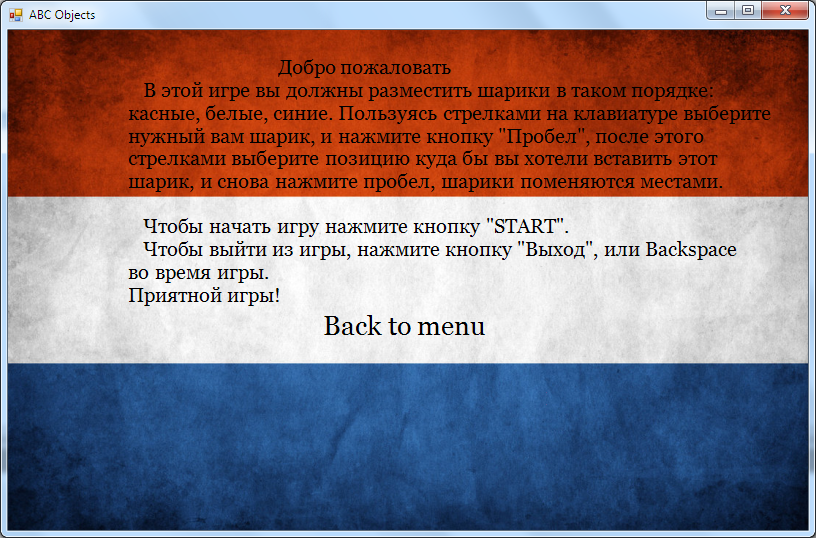 ABC Objects
Добро пожаловать
В этой игре вы должны разместить шарики в таком порядке:
касные, белые, синие. Пользуясь стрелками на клавиатуре выберите
нужный вам шарик, и нажмите кнопку "Пробел", после этого
стрелками выберите позицию куда бы вы хотели вставить этот
шарик, и снова нажмите пробел, шарики поменяются местами.
Чтобы начать игру нажмите кнопку "START".
Чтобы выйти из игры, нажмите кнопку "Выход", или Backspace
во время игры.
Приятной игры!
Back to menu